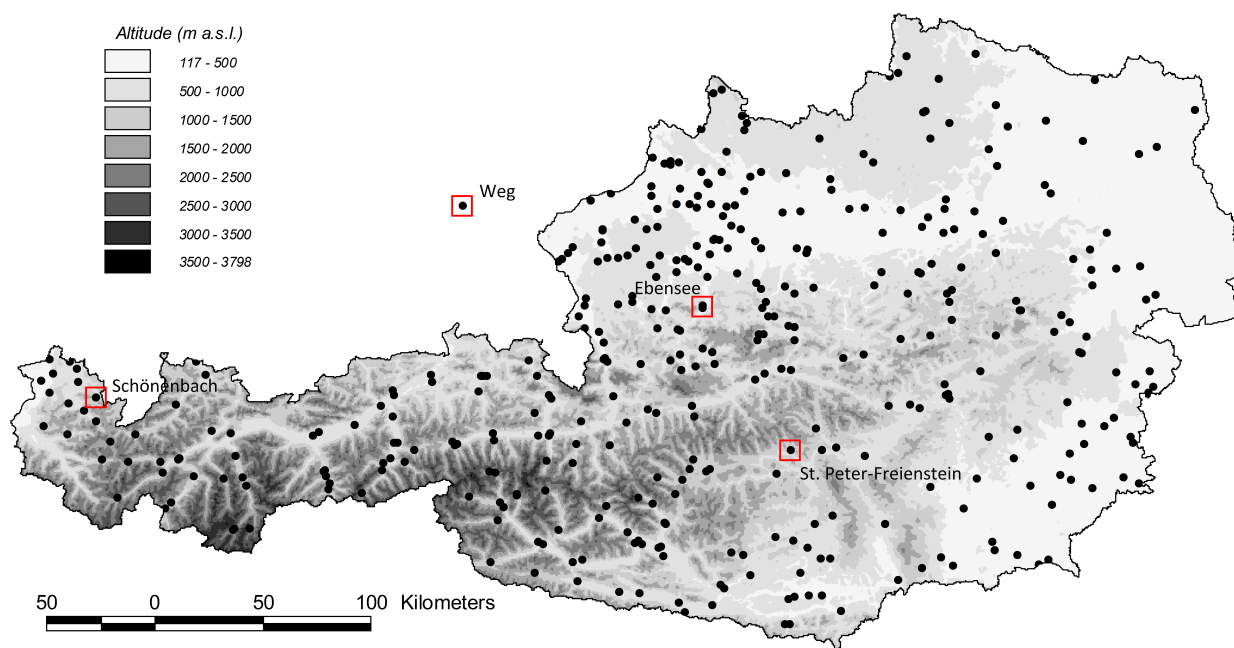 Altitude (m a.s.l.)
117 - 500
500 - 1000
1000 - 1500
1500 - 2000
2000 - 2500
2500 - 3000
3000 - 3500
3500 - 3798
Weg
Ebensee
Schönenbach
St. Peter-Freienstein
50 0 50 100 Kilometers